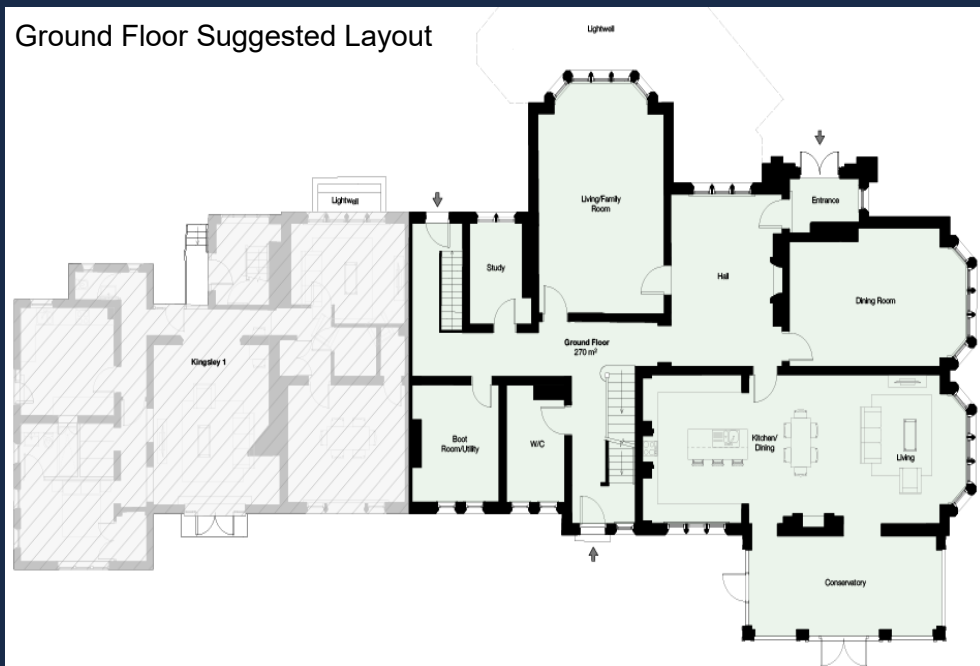 Ground Floor Suggested Layout
Lightwell
Lightwell
Living/Family
Room
Entrance
Study
Hall
Dining Room
Ground Floor
270 m²
Kingsley 1
Boot
Room/Utility
W/C
Kitchen/
Dining
Living
Conservatory